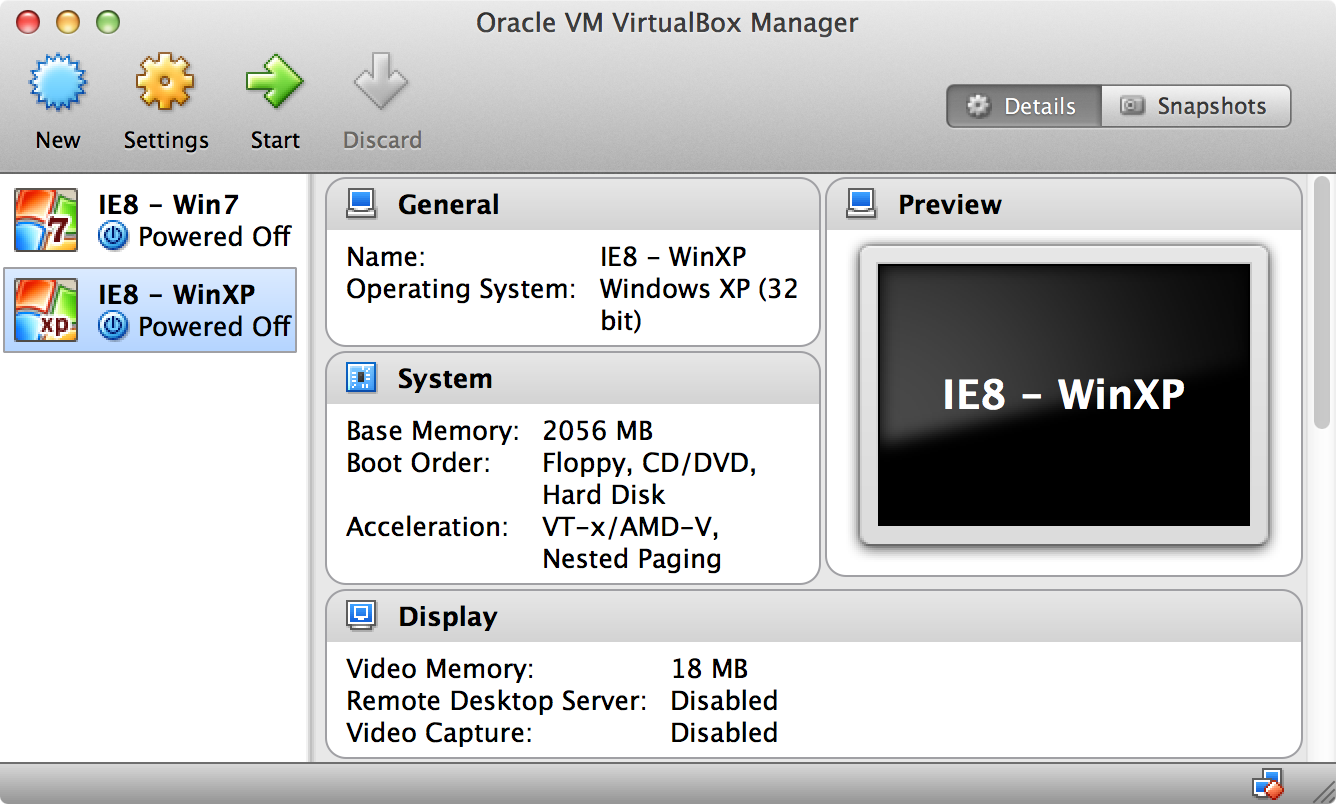 Oracle VM VirtualBox Manager
New Settings Start Discard
Details Snapshots
7 IE8 - Win7
Powered Off
xp IE8 - WinXP
Powered Off
General
Name: IE8 - WinXP
Operating System: Windows XP (32
bit)
System
Base Memory: 2056 MB
Boot Order: Floppy, CD/DVD,
Hard Disk
Acceleration: VT-x/AMD-V,
Nested Paging
Preview
IE8 - WinXP
Display
Video Memory: 18 MB
Remote Desktop Server: Disabled
Video Capture: Disabled